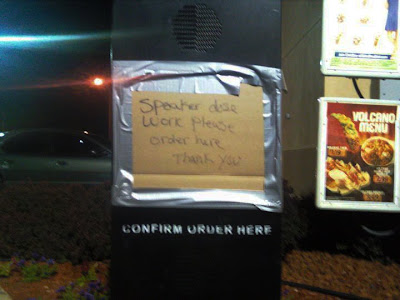 Speaker dose
Work Please
order here
Thank You
CONFIRM ORDER HERE
VOLCANO
MENU